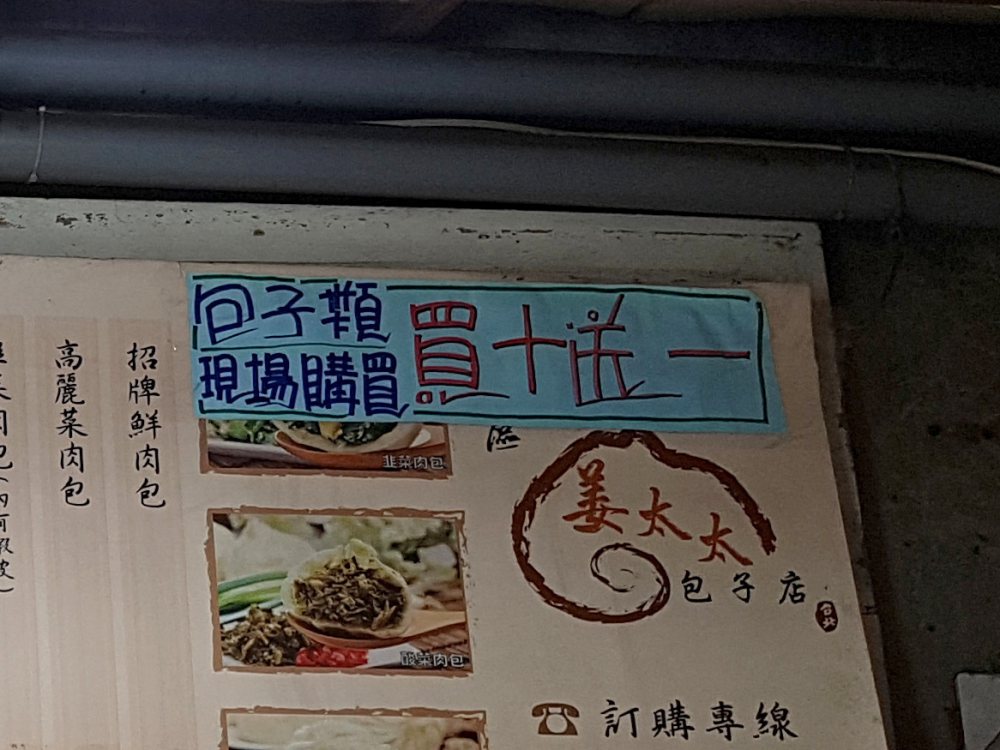 包子類
現場購買
買十送一
招牌鮮肉包
高麗菜肉包
韭菜肉包
酸菜肉包
姜太太
包子店
台北
訂購專線